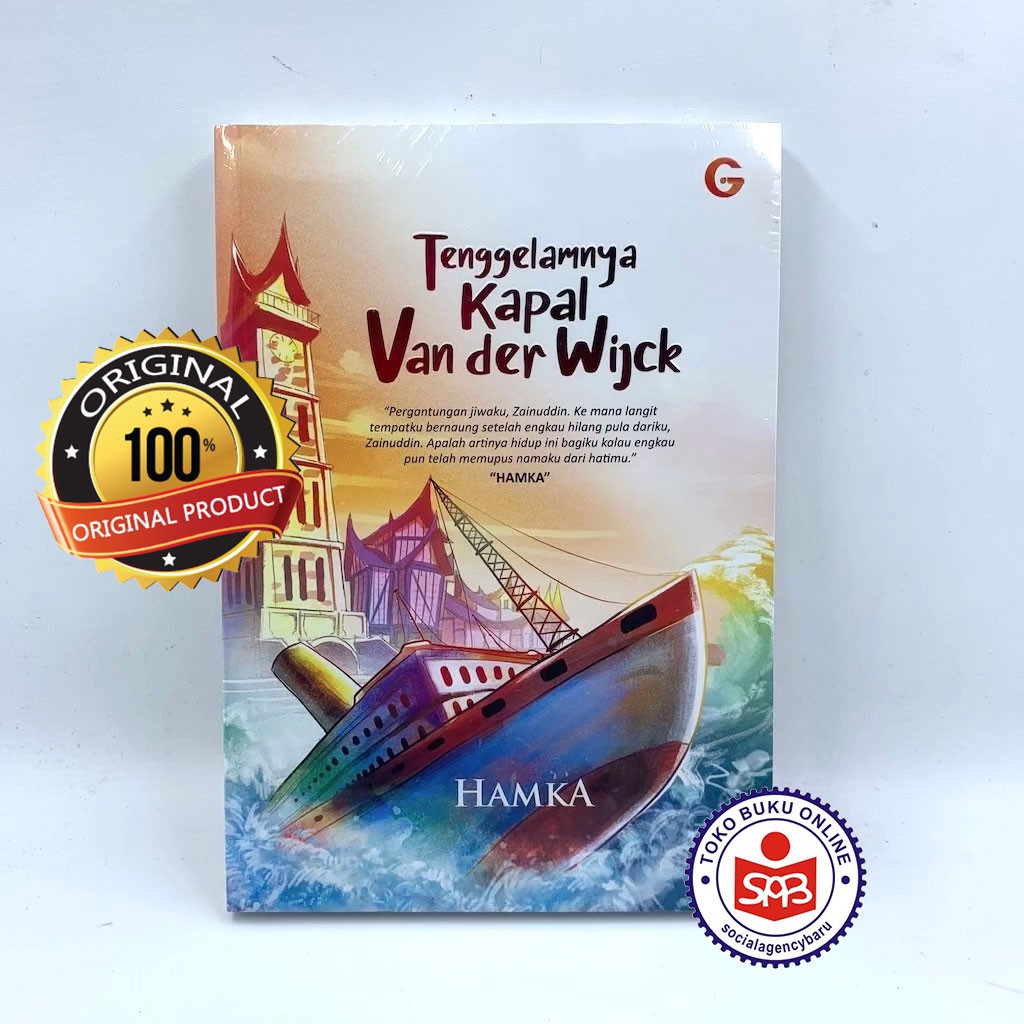 G
Tenggelamnya
Kapal
Van der Wijck
"Pergantungan jiwaku, Zainuddin. Ke mana langit
tempatku bernaung setelah engkau hilang pula dariku,
Zainuddin. Apalah artinya hidup ini bagiku kalau engkau
pun telah memupus namaku dari hatimu."
"HAMKA"
ORIGINAL
100%
ORIGINAL PRODUCT
HAMKA
TOKO BUKU ONLINE
SAB
socialagencybaru